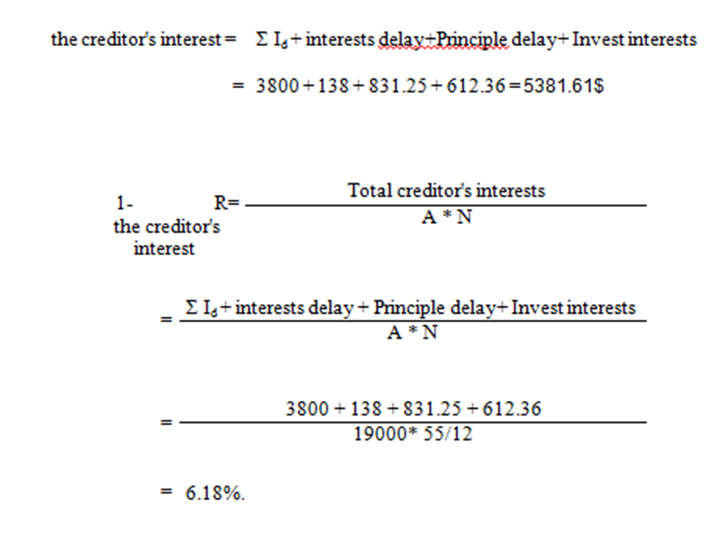 the creditor's interest = Σ Id + interests delay+Principle delay+ Invest interests
= 3800 + 138 + 831.25 + 612.36 = 5381.61$
Total creditor's interests
1- R=
A * N
the creditor's
interest
Σ Id + interests delay + Principle delay+ Invest interests
=
A * N
3800 + 138 + 831.25 + 612.36
=
19000* 55/12
= 6.18%.